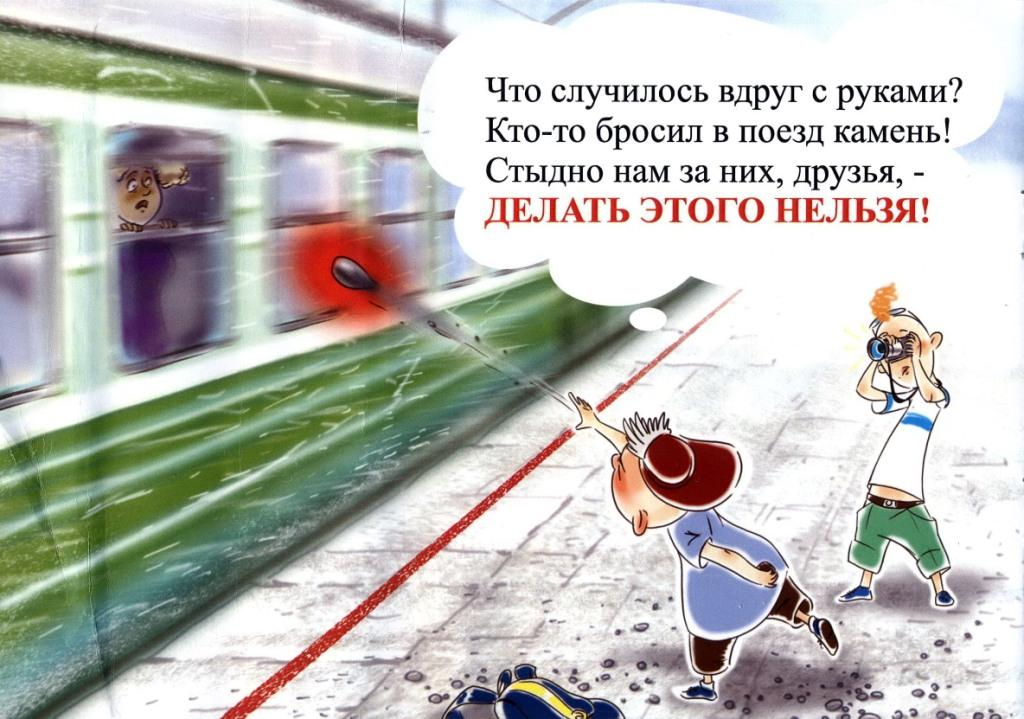 Что случилось вдруг с руками?
Кто-то бросил в поезд камень!
Стыдно нам за них, друзья, -
ДЕЛАТЬ ЭТОГО НЕЛЬЗЯ!